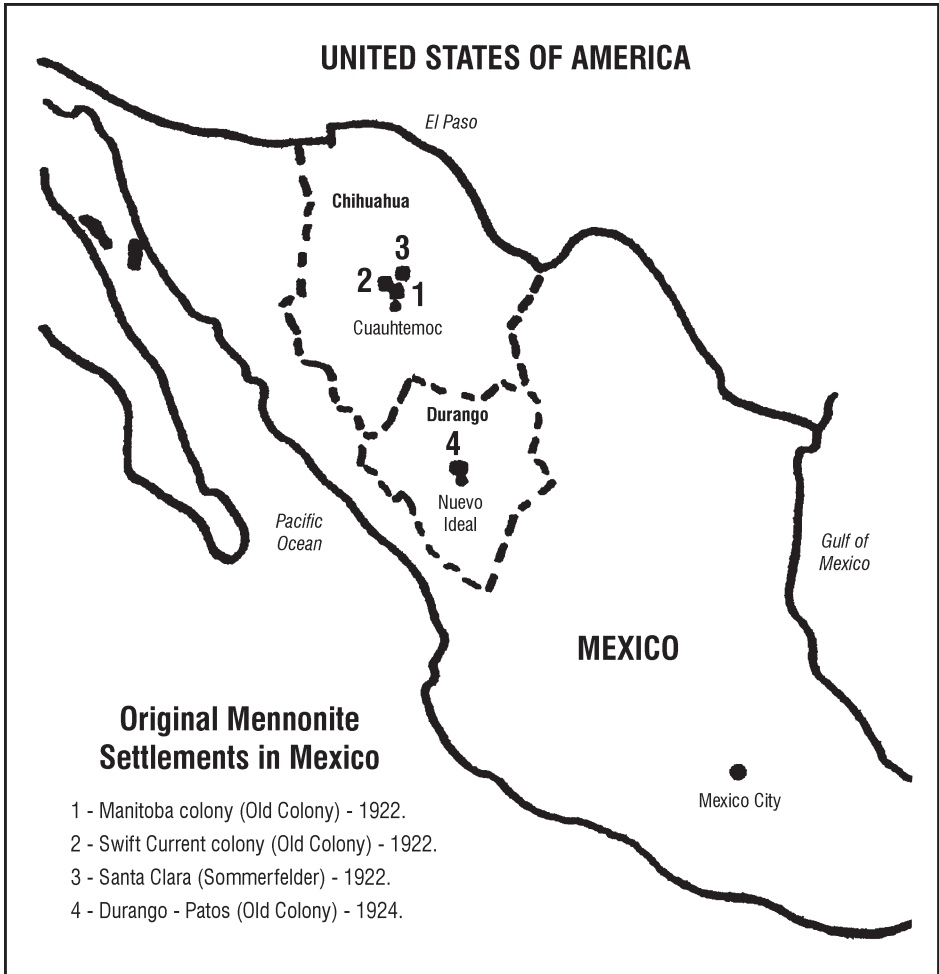 UNITED STATES OF AMERICA
El Paso
Chihuahua
3
2
1
Cuauhtemoc
Durango
4
Nuevo
Ideal
Pacific
Ocean
Gulf of
Mexico
MEXICO
Mexico City
Original Mennonite
Settlements in Mexico
1 - Manitoba colony (Old Colony) - 1922.
2 - Swift Current colony (Old Colony) - 1922.
3 - Santa Clara (Sommerfelder) - 1922.
4 - Durango - Patos (Old Colony) - 1924.